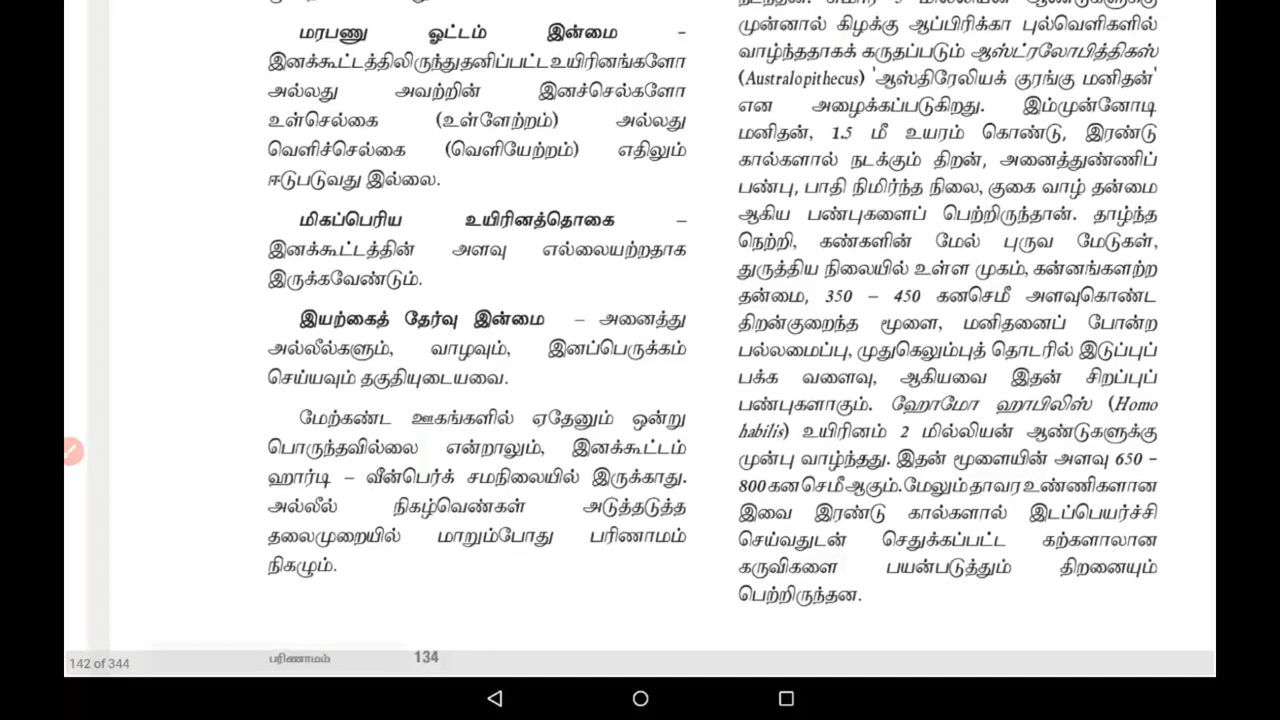 மரபணு ஓட்டம் இன்மை –
இனக்கூட்டத்திலிருந்துதனிப்பட்டஉயிரினங்களோ
அல்லது அவற்றின் இனச்செல்களோ
உள்செல்கை (உள்ளேற்றம்) அல்லது
வெளிச்செல்கை (வெளியேற்றம்) எதிலும்
ஈடுபடுவது இல்லை.
மிகப்பெரிய உயிரினத்தொகை –
இனக்கூட்டத்தின் அளவு எல்லையற்றதாக
இருக்கவேண்டும்.
இயற்கைத் தேர்வு இன்மை – அனைத்து
அல்லீல்களும், வாழவும், இனப்பெருக்கம்
செய்யவும் தகுதியுடையவை.
மேற்கண்ட ஊகங்களில் ஏதேனும் ஒன்று
பொருந்தவில்லை என்றாலும், இனக்கூட்டம்
ஹார்டி – வீன்பெர்க் சமநிலையில் இருக்காது.
அல்லீல் நிகழ்வெண்கள் அடுத்தடுத்த
தலைமுறையில் மாறும்போது பரிணாமம்
நிகழும்.
முன்னால் கிழக்கு ஆப்பிரிக்கா புல்வெளிகளில்
வாழ்ந்ததாகக் கருதப்படும் ஆஸ்ட்ரலோபித்திகஸ்
(Australopithecus) 'ஆஸ்திரேலியக் குரங்கு மனிதன்'
என அழைக்கப்படுகிறது. இம்முன்னோடி
மனிதன், 1.5 மீ உயரம் கொண்டு, இரண்டு
கால்களால் நடக்கும் திறன், அனைத்துண்ணிப்
பண்பு, பாதி நிமிர்ந்த நிலை, குகை வாழ் தன்மை
ஆகிய பண்புகளைப் பெற்றிருந்தான். தாழ்ந்த
நெற்றி, கண்களின் மேல் புருவ மேடுகள்,
துருத்திய நிலையில் உள்ள முகம், கன்னங்களற்ற
தன்மை, 350 – 450 கனசெமீ அளவுகொண்ட
திறன்குறைந்த மூளை, மனிதனைப் போன்ற
பல்லமைப்பு, முதுகெலும்புத் தொடரில் இடுப்புப்
பக்க வளைவு, ஆகியவை இதன் சிறப்புப்
பண்புகளாகும். ஹோமோ ஹாபிலிஸ் (Homo
habilis) உயிரினம் 2 மில்லியன் ஆண்டுகளுக்கு
முன்பு வாழ்ந்தது. இதன் மூளையின் அளவு 650 –
800 கன செமீ ஆகும். மேலும் தாவர உண்ணிகளான
இவை இரண்டு கால்களால் இடப்பெயர்ச்சி
செய்வதுடன் செதுக்கப்பட்ட கற்களாலான
கருவிகளை பயன்படுத்தும் திறனையும்
பெற்றிருந்தன.
142 of 344
பரிணாமம் 134